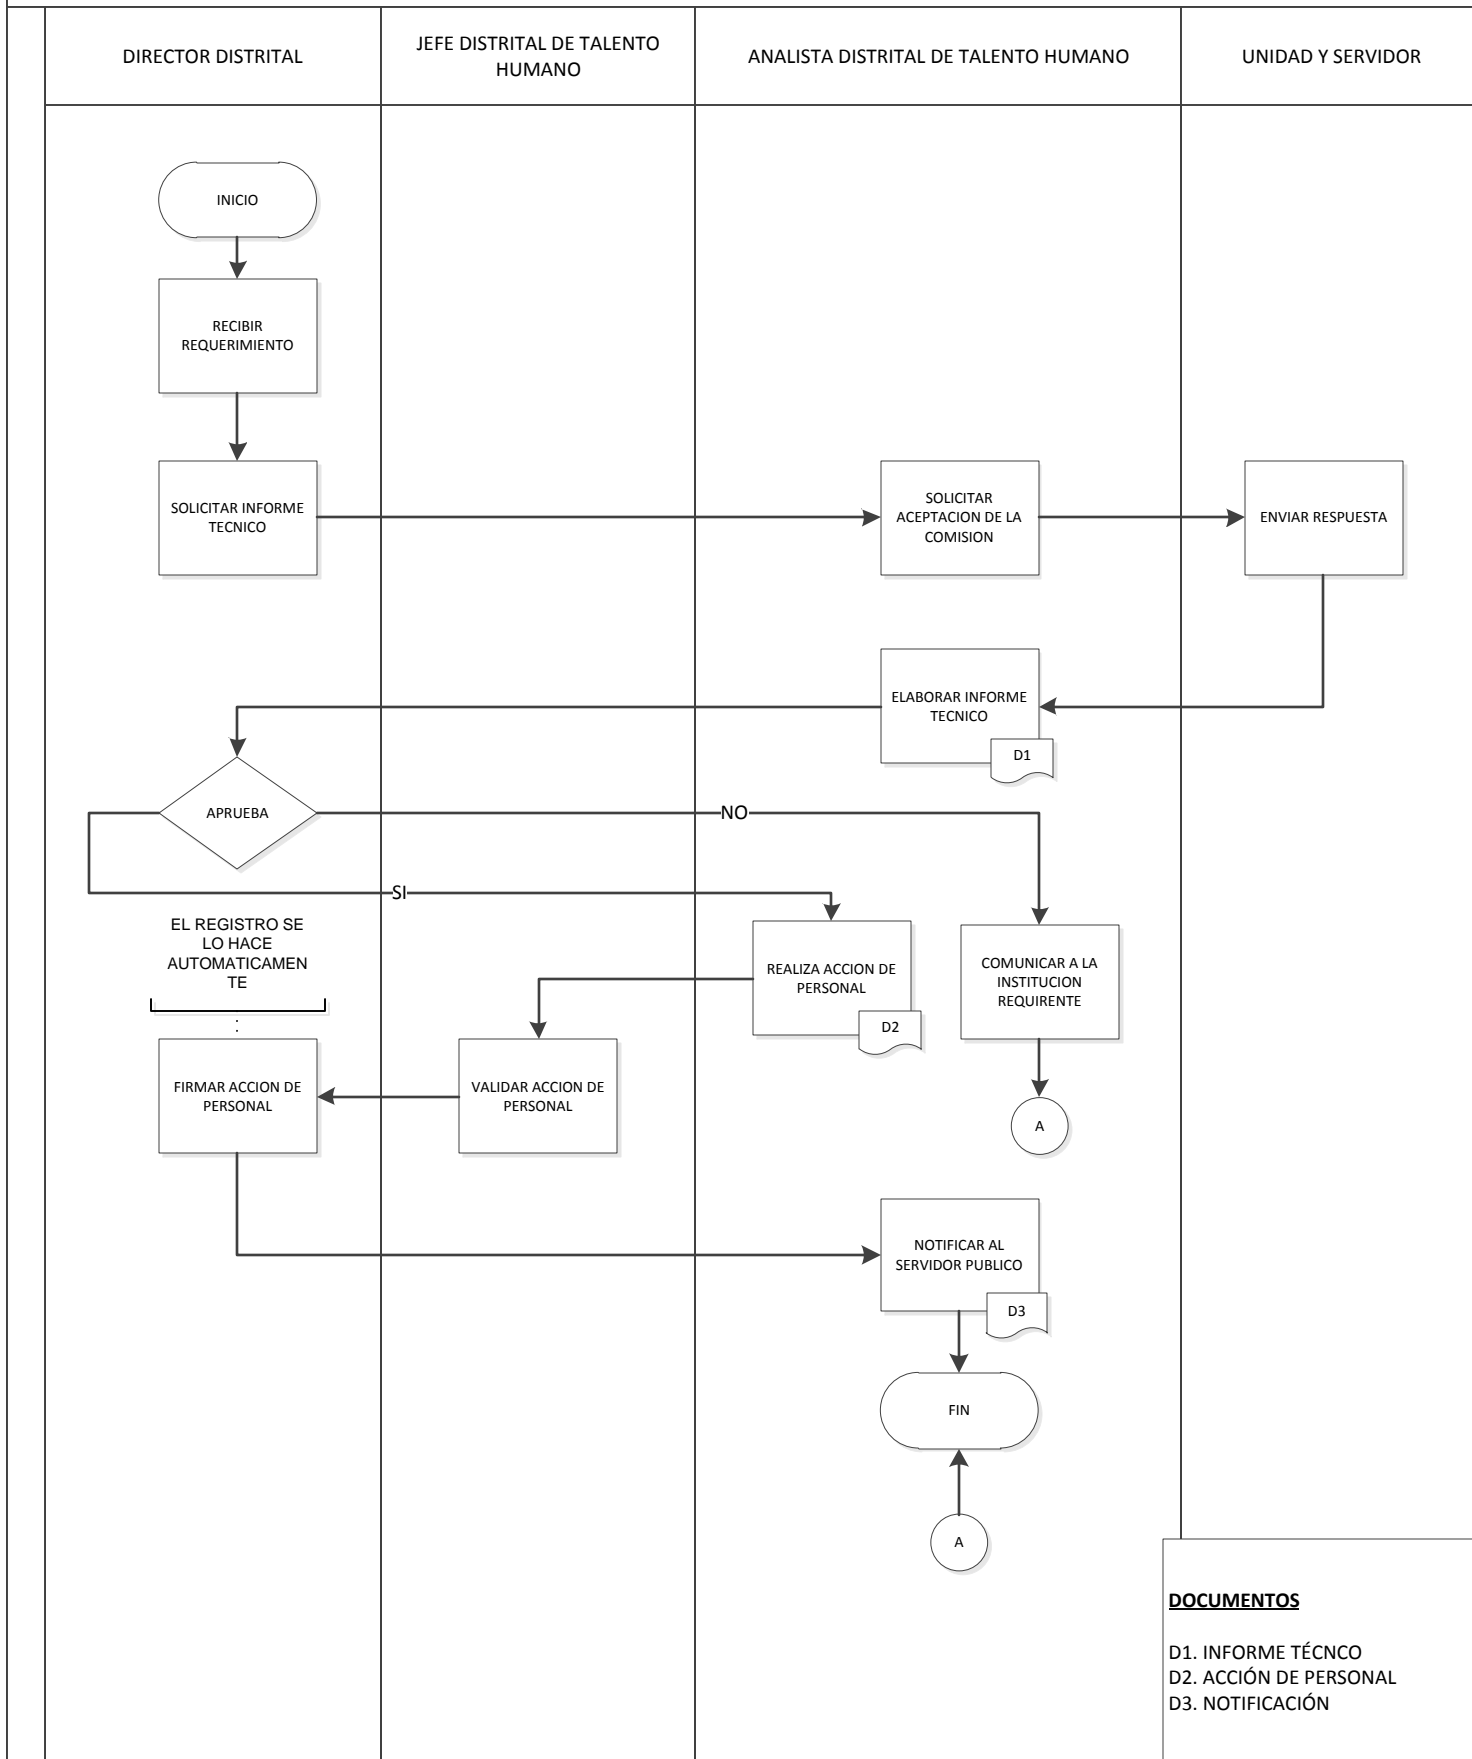 DIRECTOR DISTRITAL
JEFE DISTRITAL DE TALENTO
HUMANO
ANALISTA DISTRITAL DE TALENTO HUMANO
UNIDAD Y SERVIDOR
INICIO
RECIBIR
REQUERIMIENTO
SOLICITAR INFORME
TECNICO
SOLICITAR
ACEPTACION DE LA
COMISION
ENVIAR RESPUESTA
ELABORAR INFORME
TECNICO
D1
APRUEBA
NO
SI
EL REGISTRO SE
LO HACE
AUTOMATICAMEN
TE
REALIZA ACCION DE
PERSONAL
D2
COMUNICAR A LA
INSTITUCION
REQUIRENTE
FIRMAR ACCION DE
PERSONAL
VALIDAR ACCION DE
PERSONAL
A
NOTIFICAR AL
SERVIDOR PUBLICO
D3
FIN
A
DOCUMENTOS
D1. INFORME TÉCNCO
D2. ACCIÓN DE PERSONAL
D3. NOTIFICACIÓN